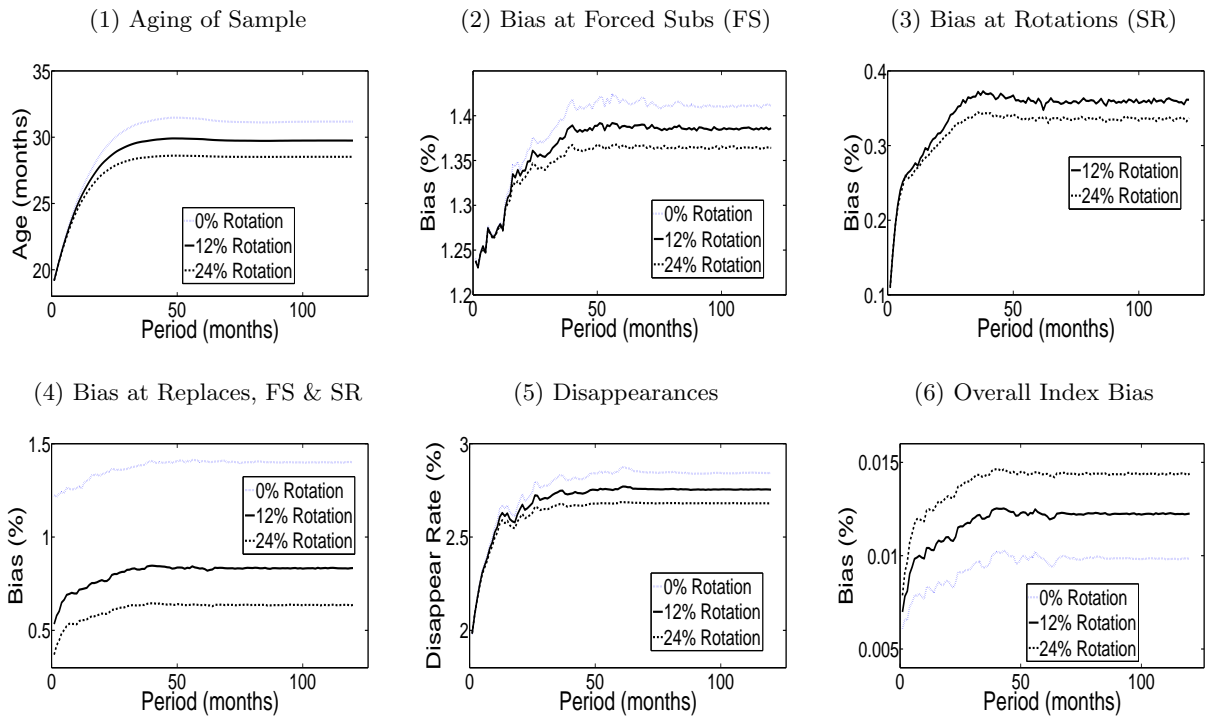 (1) Aging of Sample
35
30
25
20
Age (months)
0% Rotation
12% Rotation
24% Rotation
0
50
100
Period (months)
(2) Bias at Forced Subs (FS)
1.4
1.35
1.3
1.25
1.2
Bias (%)
0% Rotation
12% Rotation
24% Rotation
0
50
100
Period (months)
(3) Bias at Rotations (SR)
0.4
0.3
0.2
0.1
Bias (%)
12% Rotation
24% Rotation
0
50
100
Period (months)
(4) Bias at Replaces, FS & SR
1.5
1
0.5
Bias (%)
0% Rotation
12% Rotation
24% Rotation
0
50
100
Period (months)
(5) Disappearances
3
2.5
2
Disappear Rate (%)
0% Rotation
12% Rotation
24% Rotation
0
50
100
Period (months)
(6) Overall Index Bias
0.015
0.01
0.005
Bias (%)
0% Rotation
12% Rotation
24% Rotation
0
50
100
Period (months)